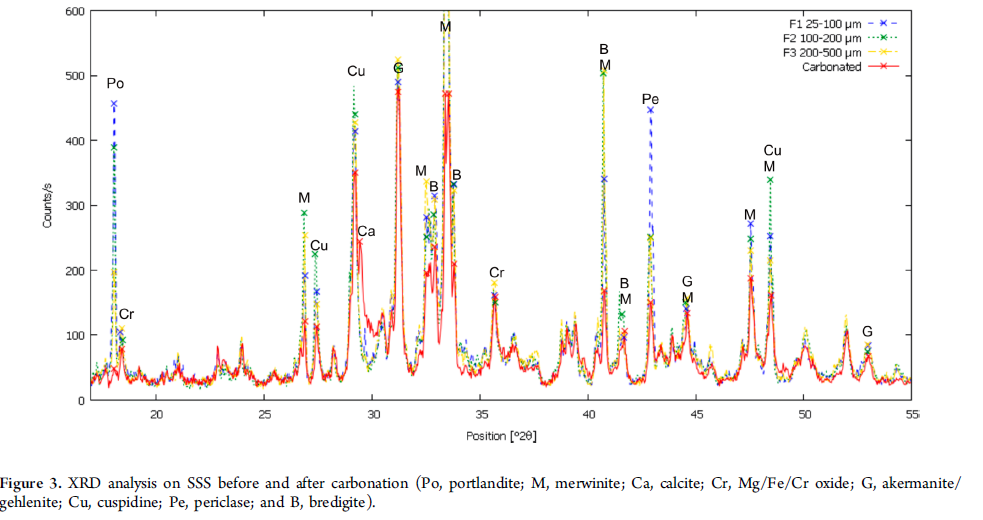 600
500
400
300
200
100
0
Counts/s
20
25
30
35
40
45
50
55
Position [°2θ]
F1 25-100 µm
F2 100-200 µm
F3 200-500 µm
Carbonated
Po
Cr
M
Cu
Cu
Ca
G
M
B
M
B
Cr
B
M
B
M
Pe
G
M
M
Cu
M
G
Figure 3. XRD analysis on SSS before and after carbonation (Po, portlandite; M, merwinite; Ca, calcite; Cr, Mg/Fe/Cr oxide; G, akermanite/
gehlenite; Cu, cuspidine; Pe, periclase; and B, bredigite).